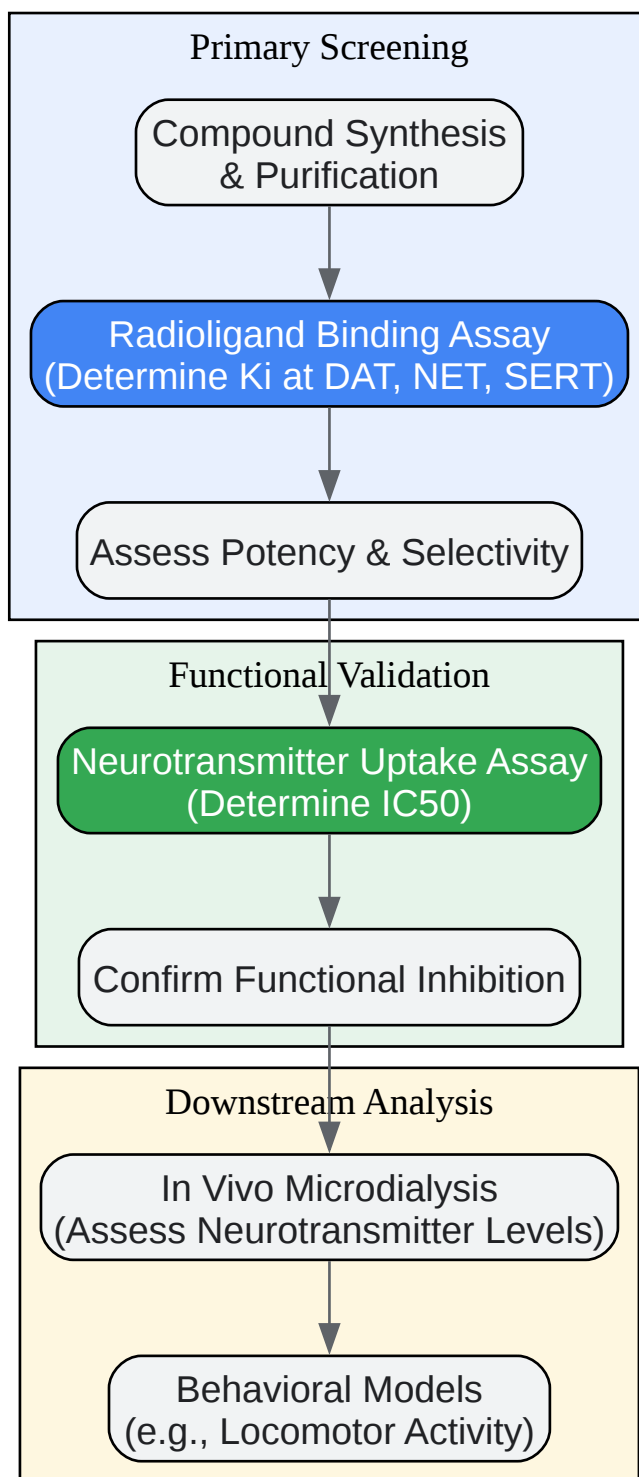 Primary Screening
Compound Synthesis
& Purification
Radioligand Binding Assay
(Determine Ki at DAT, NET, SERT)
Assess Potency & Selectivity
Functional Validation
Neurotransmitter Uptake Assay
(Determine IC50)
Confirm Functional Inhibition
Downstream Analysis
In Vivo Microdialysis
(Assess Neurotransmitter Levels)
Behavioral Models
(e.g., Locomotor Activity)